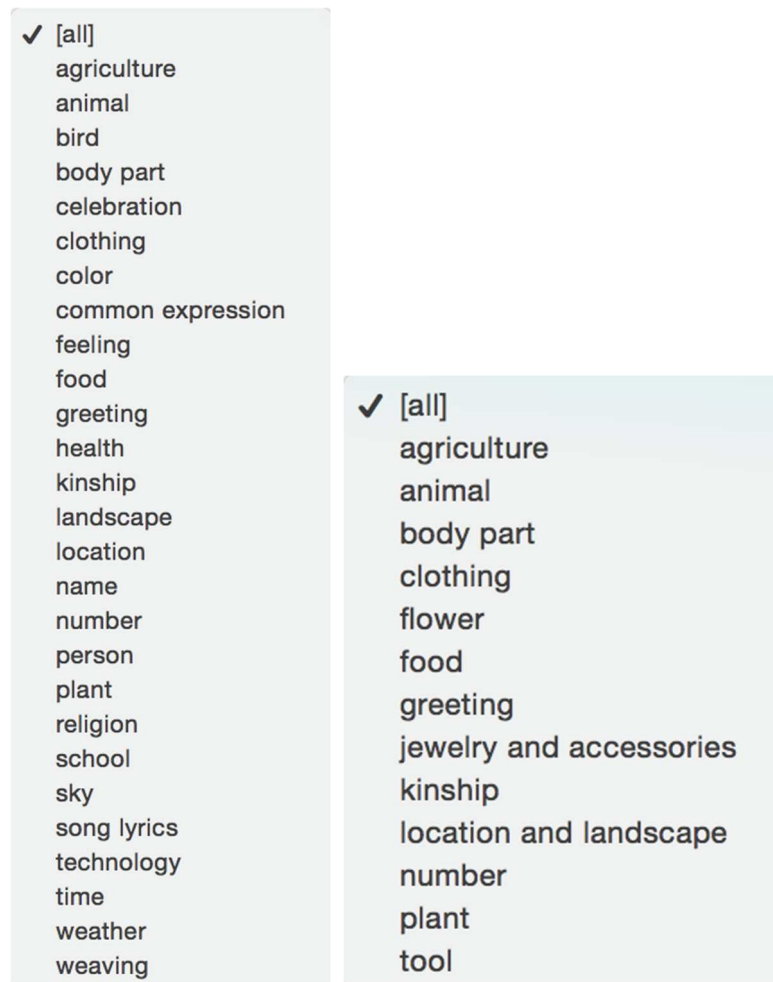 ✓ [all]
agriculture
animal
bird
body part
celebration
clothing
color
common expression
feeling
food
greeting
health
kinship
landscape
location
name
number
person
plant
religion
school
sky
song lyrics
technology
time
weather
weaving
✓ [all]
agriculture
animal
body part
clothing
flower
food
greeting
jewelry and accessories
kinship
location and landscape
number
plant
tool